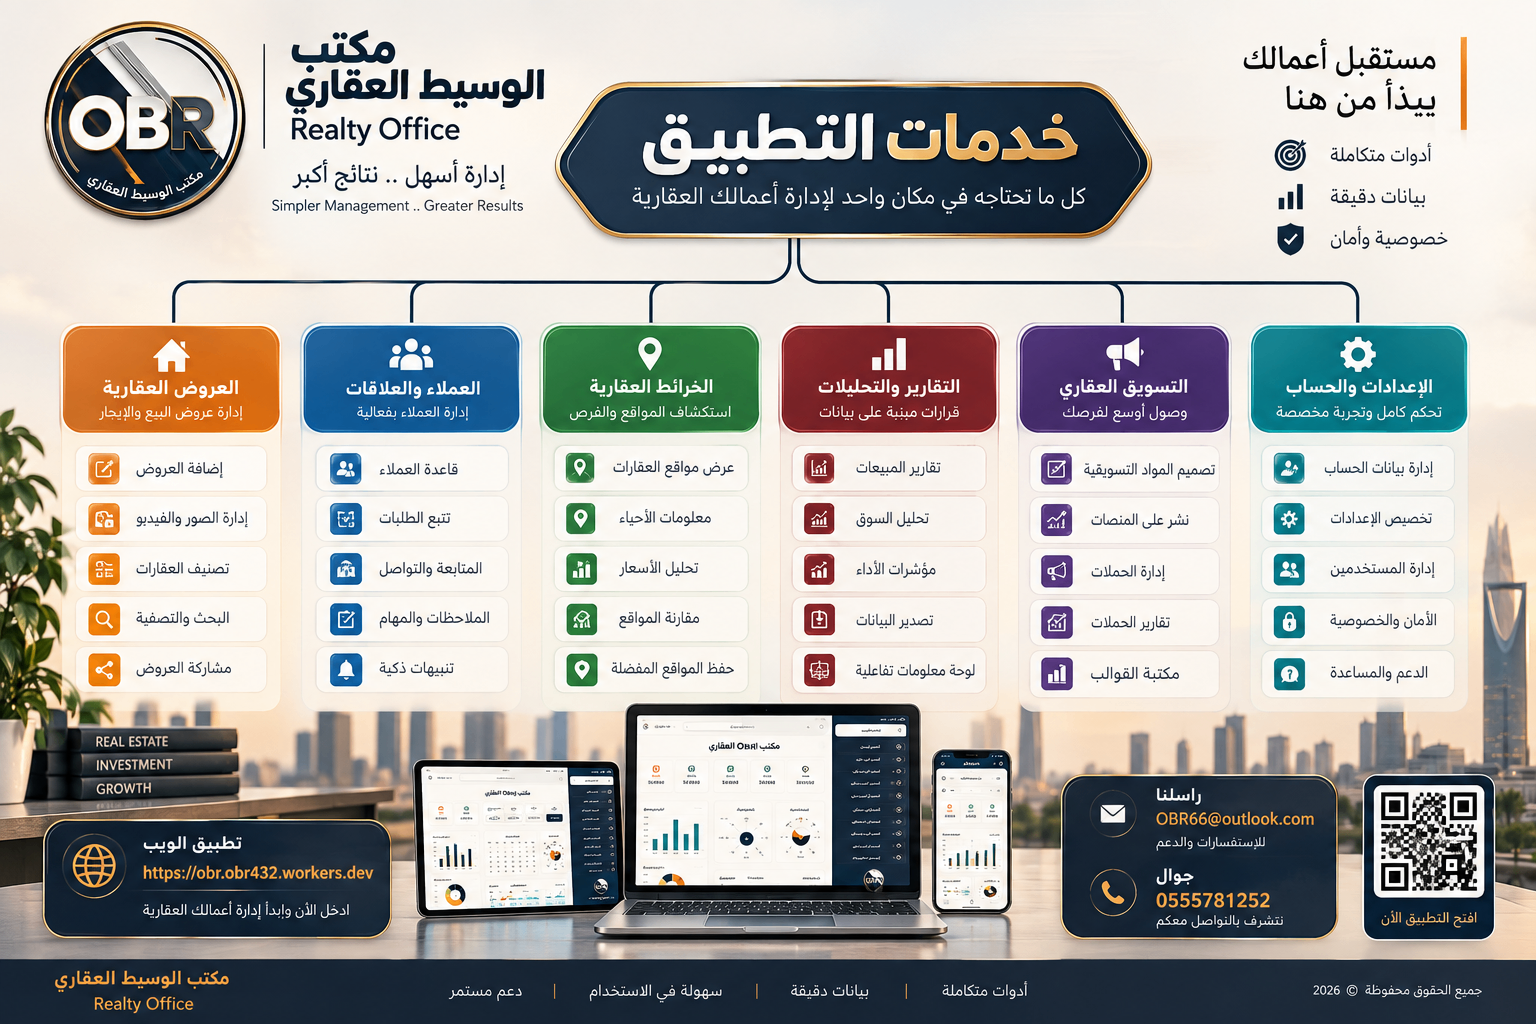 OBR
مكتب الوسيط العقاري
مكتب
الوسيط العقاري
Realty Office
إدارة أسهل .. نتائج أكبر
Simpler Management .. Greater Results
خدمات التطبيق
كل ما تحتاجه في مكان واحد لإدارة أعمالك العقارية
مستقبل أعمالك
يبذأ من هنا
أدوات متكاملة
بيانات دقيقة
خصوصية وأمان
العروض العقارية
إدارة عروض البيع والإيجار
إضافة العروض
إدارة الصور والفيديو
تصنيف العقارات
البحث والتصفية
مشاركة العروض
العملاء والعلاقات
إدارة العملاء بفعالية
قاعدة العملاء
تتبع الطلبات
المتابعة والتواصل
الملاحظات والمهام
تنبيهات ذكية
الخرائط العقارية
استكشاف المواقع والفرص
عرض مواقع العقارات
معلومات الأحياء
تحليل الأسعار
مقارنة المواقع
حفظ المواقع المفضلة
التقارير والتحليلات
قرارات مبنية على بيانات
تقارير المبيعات
تحليل السوق
مؤشرات الأداء
تصدير البيانات
لوحة معلومات تفاعلية
التسويق العقاري
وصول أوسع لفرصك
تصميم المواد التسويقية
نشر على المنصات
إدارة الحملات
تقارير الحملات
مكتبة القوالب
الإعدادات والحساب
تحكم كامل وتجربة مخصصة
إدارة بيانات الحساب
تخصيص الإعدادات
إدارة المستخدمين
الأمان والخصوصية
الدعم والمساعدة
REAL ESTATE
INVESTMENT
GROWTH
تطبيق الويب
https://obr.obr432.workers.dev
ادخل الأن وابدأ إدارة أعمالك العقارية
راسلنا
OBR66@outlook.com
للإستفسارات والدعم
جوال
0555781252
نتشرف بالتواصل معكم
افتح التطبيق الأن
مكتب الوسيط العقاري
Realty Office
أدوات متكاملة | بيانات دقيقة | سهولة في الاستخدام | دعم مستمر
جميع الحقوق محفوظة © 2026